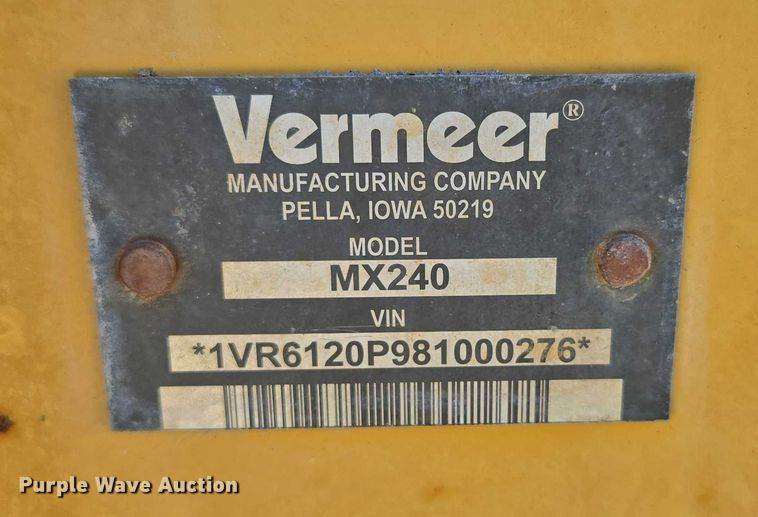 Vermeer®
MANUFACTURING COMPANY
PELLA, IOWA 50219
MODEL
MX240
VIN
*1VR6120P981000276*
Purple Wave Auction